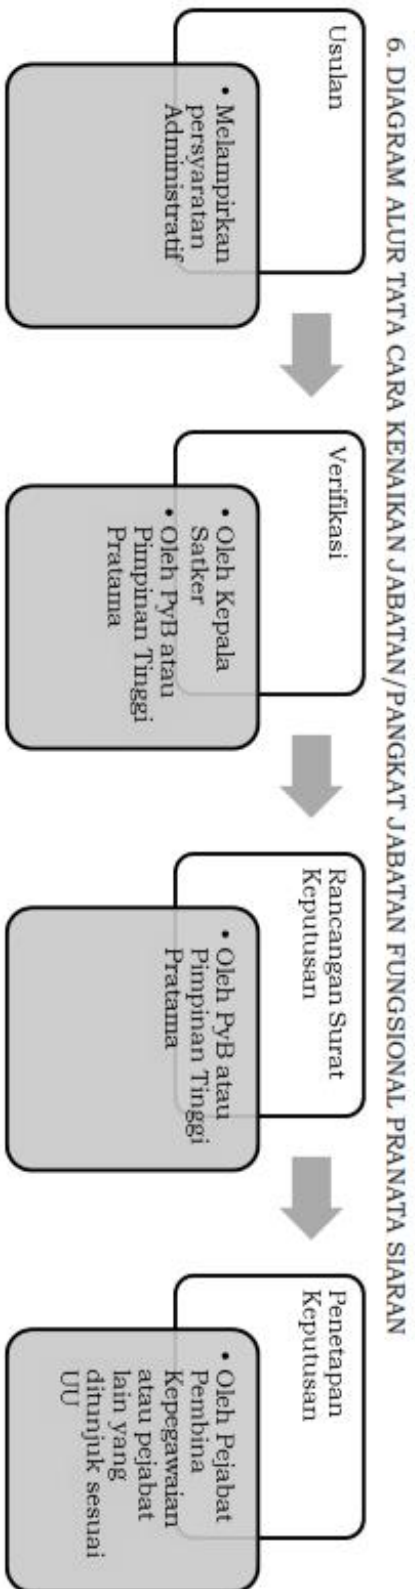 6. DIAGRAM ALUR TATA CARA KENAIKAN JABATAN/PANGKAT JABATAN FUNGSIONAL PRANATA SIARAN
Usulan
• Melampirkan
persyaratan
Administratif
Verifikasi
• Oleh Kepala
Satker
• Oleh PyB atau
Pimpinan Tinggi
Pratama
Rancangan Surat
Keputusan
• Oleh PyB atau
Pimpinan Tinggi
Pratama
Penetapan
Keputusan
• Oleh Pejabat
Pembina
Kepegawaian
atau pejabat
lain yang
ditunjuk sesuai
UU